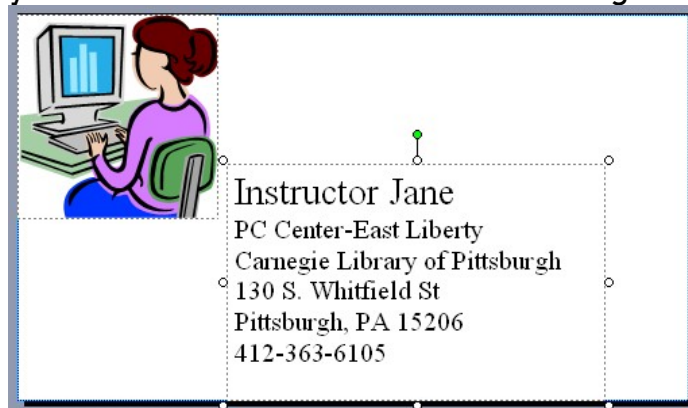 Instructor Jane
PC Center-East Liberty
Carnegie Library of Pittsburgh
130 S. Whitfield St
Pittsburgh, PA 15206
412-363-6105